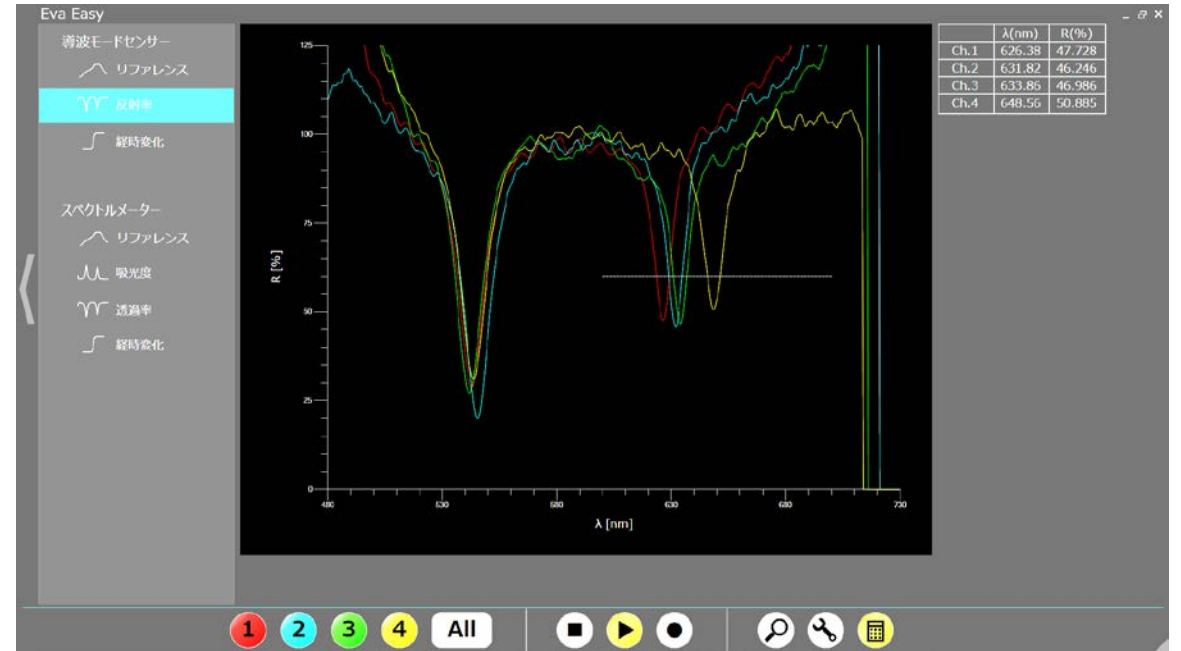 Eva Easy
導波モードセンサー
リファレンス
反射率
経時変化
スペクトルメーター
リファレンス
吸光度
透過率
経時変化
125
100
75
50
25
0
R [%]
480 530 580 630 680 730
λ [nm]
λ(nm) R(%)
Ch.1 626.38 47.728
Ch.2 631.82 46.246
Ch.3 633.86 46.986
Ch.4 648.56 50.885
1 2 3 4 All